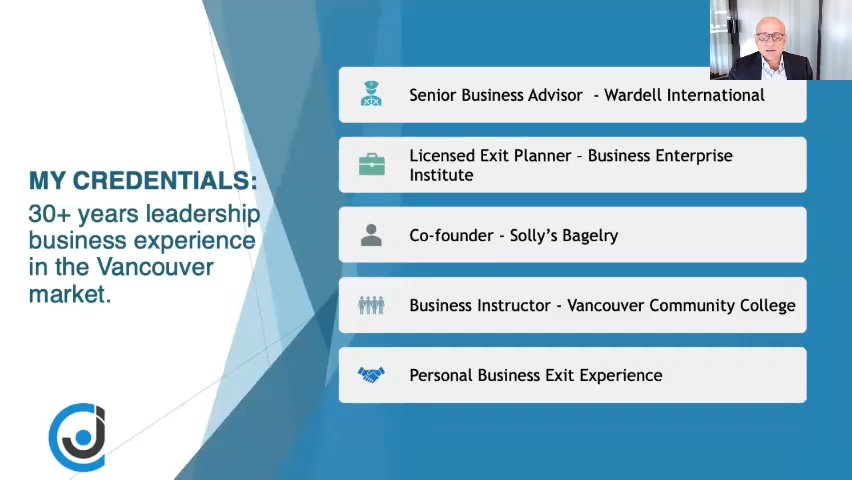 MY CREDENTIALS:
30+ years leadership
business experience
in the Vancouver
market.
Senior Business Advisor  - Wardell International
Licensed Exit Planner – Business Enterprise
Institute
Co-founder - Solly's Bagelry
Business Instructor - Vancouver Community College
Personal Business Exit Experience